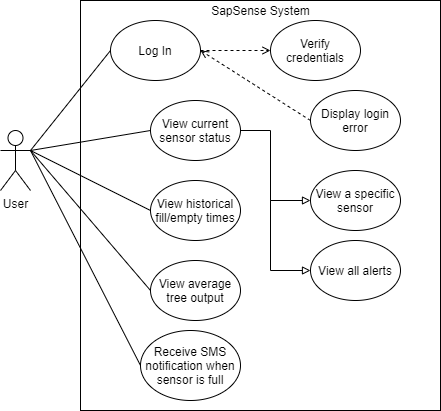 SapSense System
Log In
Verify
credentials
Display login
error
View current
sensor status
User
View a specific
sensor
View historical
fill/empty times
View all alerts
View average
tree output
Receive SMS
notification when
sensor is full